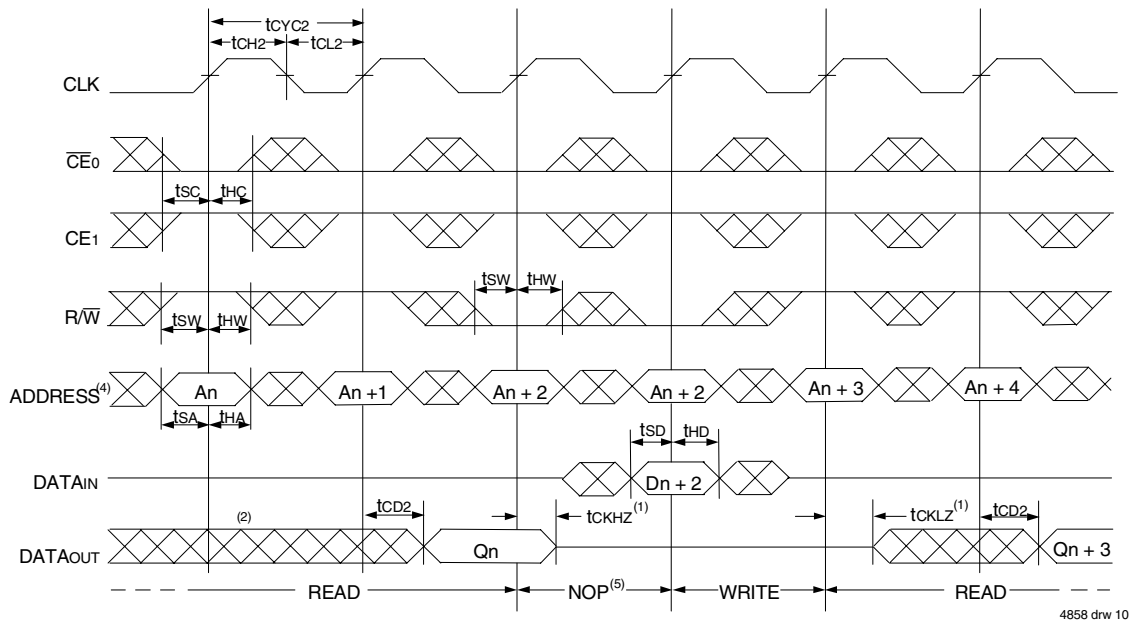 tCYC2
tCH2 tCL2
CLK
CE0
tSC tHC
CE1
tSW tHW
R/W
tSW tHW
ADDRESS(4) An An +1 An + 2 An + 2 An + 3 An + 4
tSA tHA
tSD tHD
DATAIN Dn + 2
tCD2 tCKHZ(1) tCKLZ(1) tCD2
(2)
DATAOUT Qn Qn + 3
READ NOP(5) WRITE READ
4858 drw 10